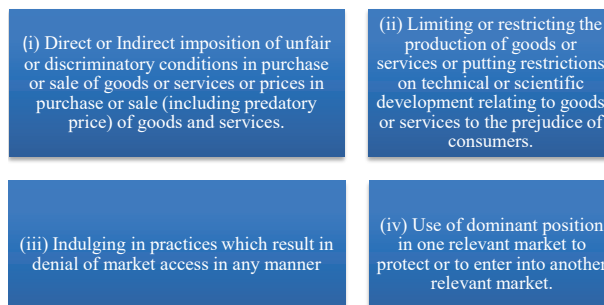 (i) Direct or Indirect imposition of unfair
or discriminatory conditions in purchase
or sale of goods or services or prices in
purchase or sale (including predatory
price) of goods and services.
(ii) Limiting or restricting the
production of goods or
services or putting restrictions
on technical or scientific
development relating to goods
or services to the prejudice of
consumers.
(iii) Indulging in practices which result in
denial of market access in any manner
(iv) Use of dominant position
in one relevant market to
protect or to enter into another
relevant market.